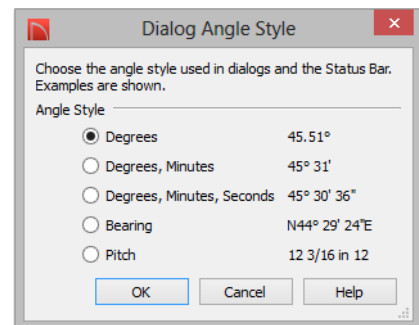 Dialog Angle Style
Choose the angle style used in dialogs and the Status Bar.
Examples are shown.
Angle Style
Degrees 45.51°
Degrees, Minutes 45° 31'
Degrees, Minutes, Seconds 45° 30' 36"
Bearing N44° 29' 24"E
Pitch 12 3/16 in 12
OK Cancel Help